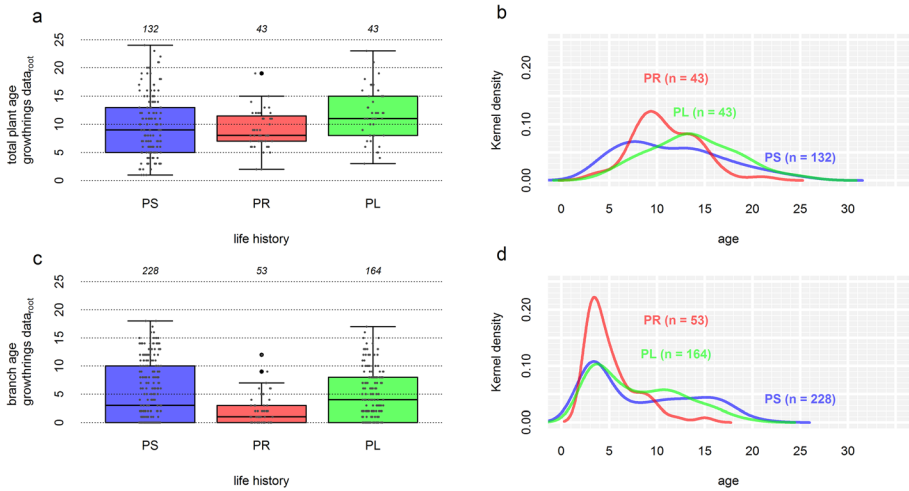 a
132 43 43
total plant age
growthrings data_root
25
20
15
10
5
0
PS PR PL
life history
b
Kernel density
0.20
0.10
0.00
PR (n = 43)
PL (n = 43)
PS (n = 132)
0 5 10 15 20 25 30
age
c
228 53 164
branch age
growthrings data_root
25
20
15
10
5
0
PS PR PL
life history
d
Kernel density
0.20
0.10
0.00
PR (n = 53)
PL (n = 164)
PS (n = 228)
0 5 10 15 20 25 30
age